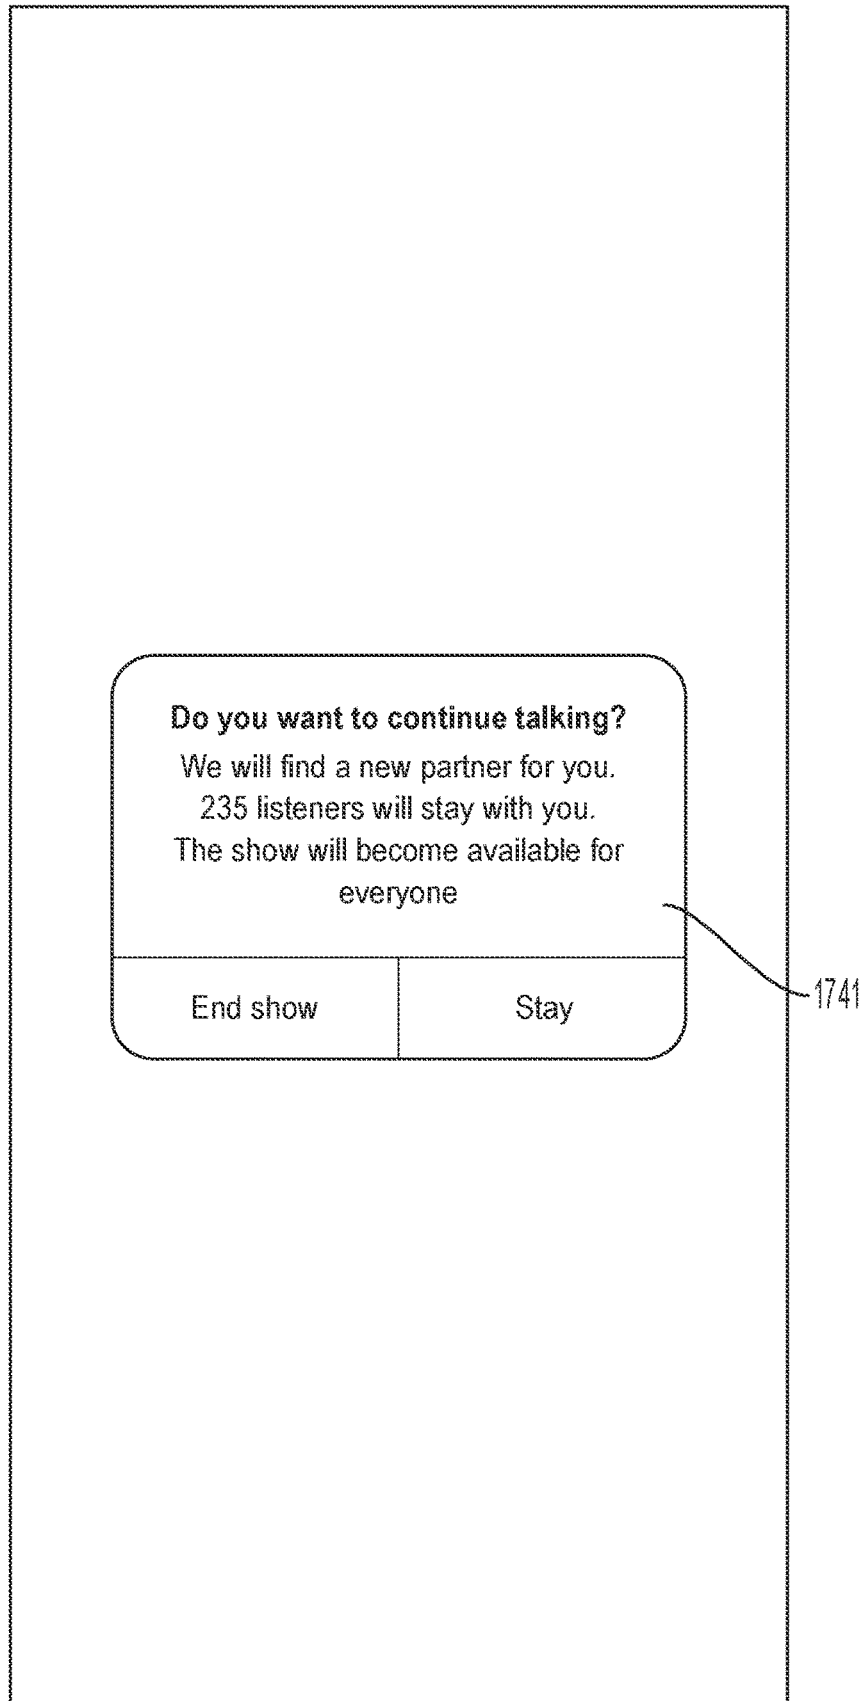 Do you want to continue talking?
We will find a new partner for you.
235 listeners will stay with you.
The show will become available for
everyone
End show
Stay
1741